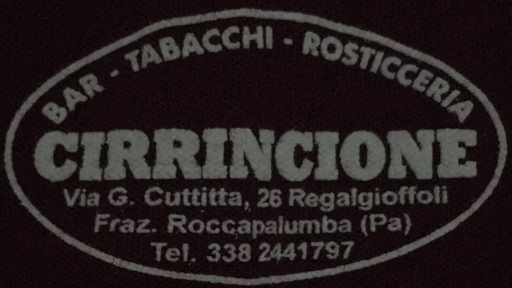 BAR - TABACCHI - ROSTICCERIA
CIRRINCIONE
Via G. Cuttitta, 26 Regalgioffoli
Fraz. Roccapalumba (Pa)
Tel. 338 2441797